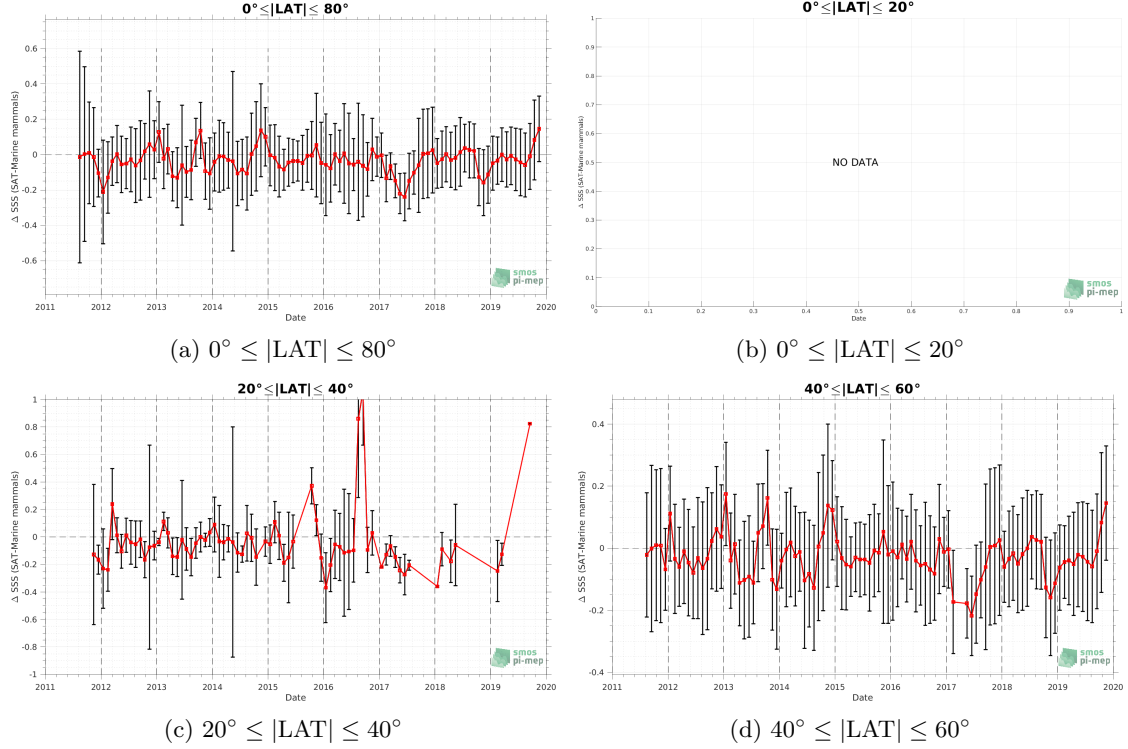 0°≤|LAT|≤ 80°
Δ SSS (SAT-Marine mammals)
0.6
0.4
0.2
0
-0.2
-0.4
-0.6
2011 2012 2013 2014 2015 2016 2017 2018 2019 2020
Date
smos
pi-mep
(a) 0° ≤ |LAT| ≤ 80°
0°≤|LAT|≤ 20°
Δ SSS (SAT-Marine mammals)
1
0.9
0.8
0.7
0.6
0.5
0.4
0.3
0.2
0.1
0
NO DATA
0 0.1 0.2 0.3 0.4 0.5 0.6 0.7 0.8 0.9 1
Date
smos
pi-mep
(b) 0° ≤ |LAT| ≤ 20°
20°≤|LAT|≤ 40°
Δ SSS (SAT-Marine mammals)
1
0.8
0.6
0.4
0.2
0
-0.2
-0.4
-0.6
-0.8
-1
2011 2012 2013 2014 2015 2016 2017 2018 2019 2020
Date
smos
pi-mep
(c) 20° ≤ |LAT| ≤ 40°
40°≤|LAT|≤ 60°
Δ SSS (SAT-Marine mammals)
0.4
0.2
0
-0.2
-0.4
2011 2012 2013 2014 2015 2016 2017 2018 2019 2020
Date
smos
pi-mep
(d) 40° ≤ |LAT| ≤ 60°